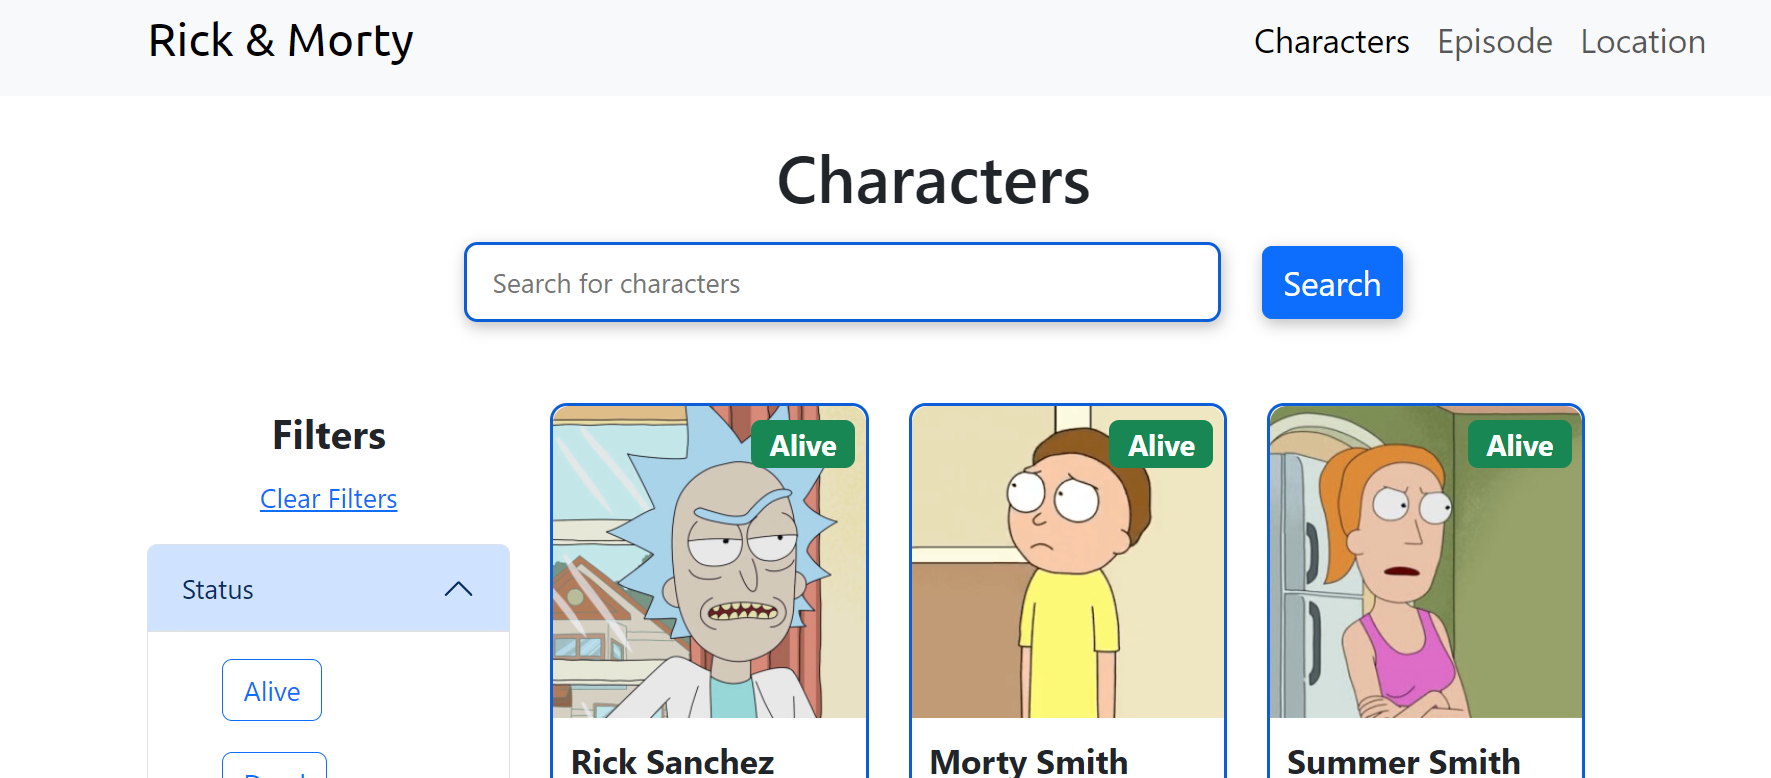 Rick & Morty
Characters Episode Location
Characters
Search for characters
Search
Filters
Clear Filters
Status
Alive
Alive
Alive
Alive
Rick Sanchez
Morty Smith
Summer Smith